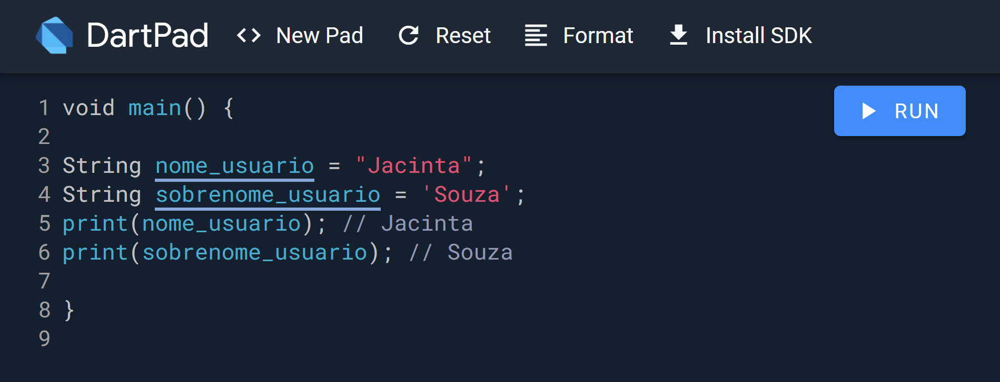 DartPad <> New Pad Reset Format Install SDK
RUN
1 void main() {
2
3 String nome_usuario = "Jacinta";
4 String sobrenome_usuario = 'Souza';
5 print(nome_usuario); // Jacinta
6 print(sobrenome_usuario); // Souza
7
8 }
9